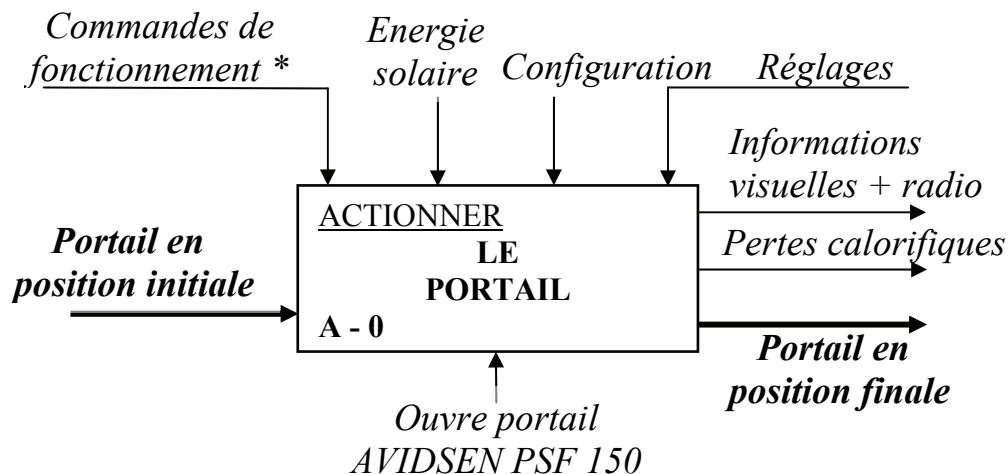 Commandes de
fonctionnement *
Energie
solaire
Configuration
Réglages
Informations
visuelles + radio
Pertes calorifiques
Portail en
position initiale
ACTIONNER
LE
PORTAIL
A - 0
Portail en
position finale
Ouvre portail
AVIDSEN PSF 150